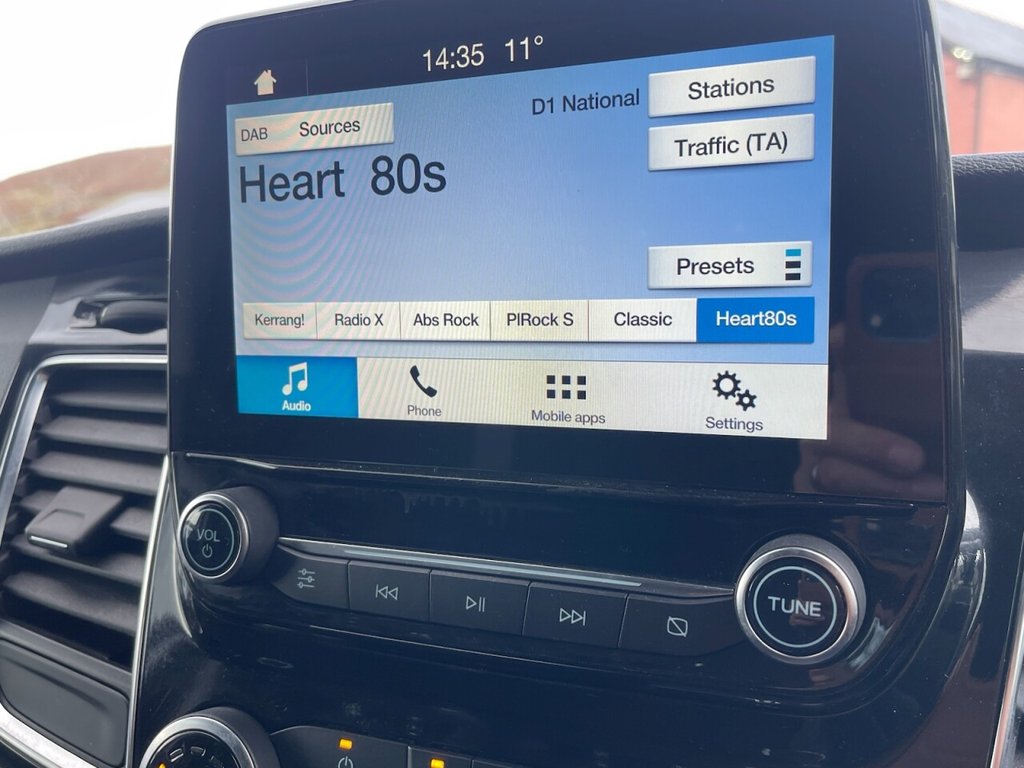 14:35 11°
D1 National
Stations
DAB Sources
Traffic (TA)
Heart 80s
Presets
Kerrang! Radio X Abs Rock PlRock S Classic Heart80s
Audio Phone Mobile apps Settings
VOL
TUNE